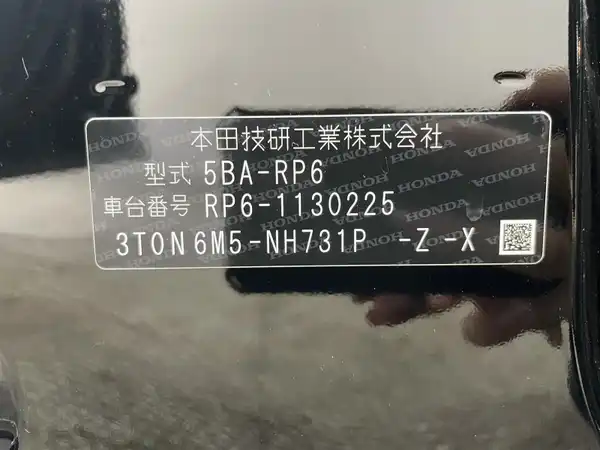 本田技研工業株式会社
型式 5BA-RP6
車台番号 RP6-1130225
3T0N6M5-NH731P -Z-X